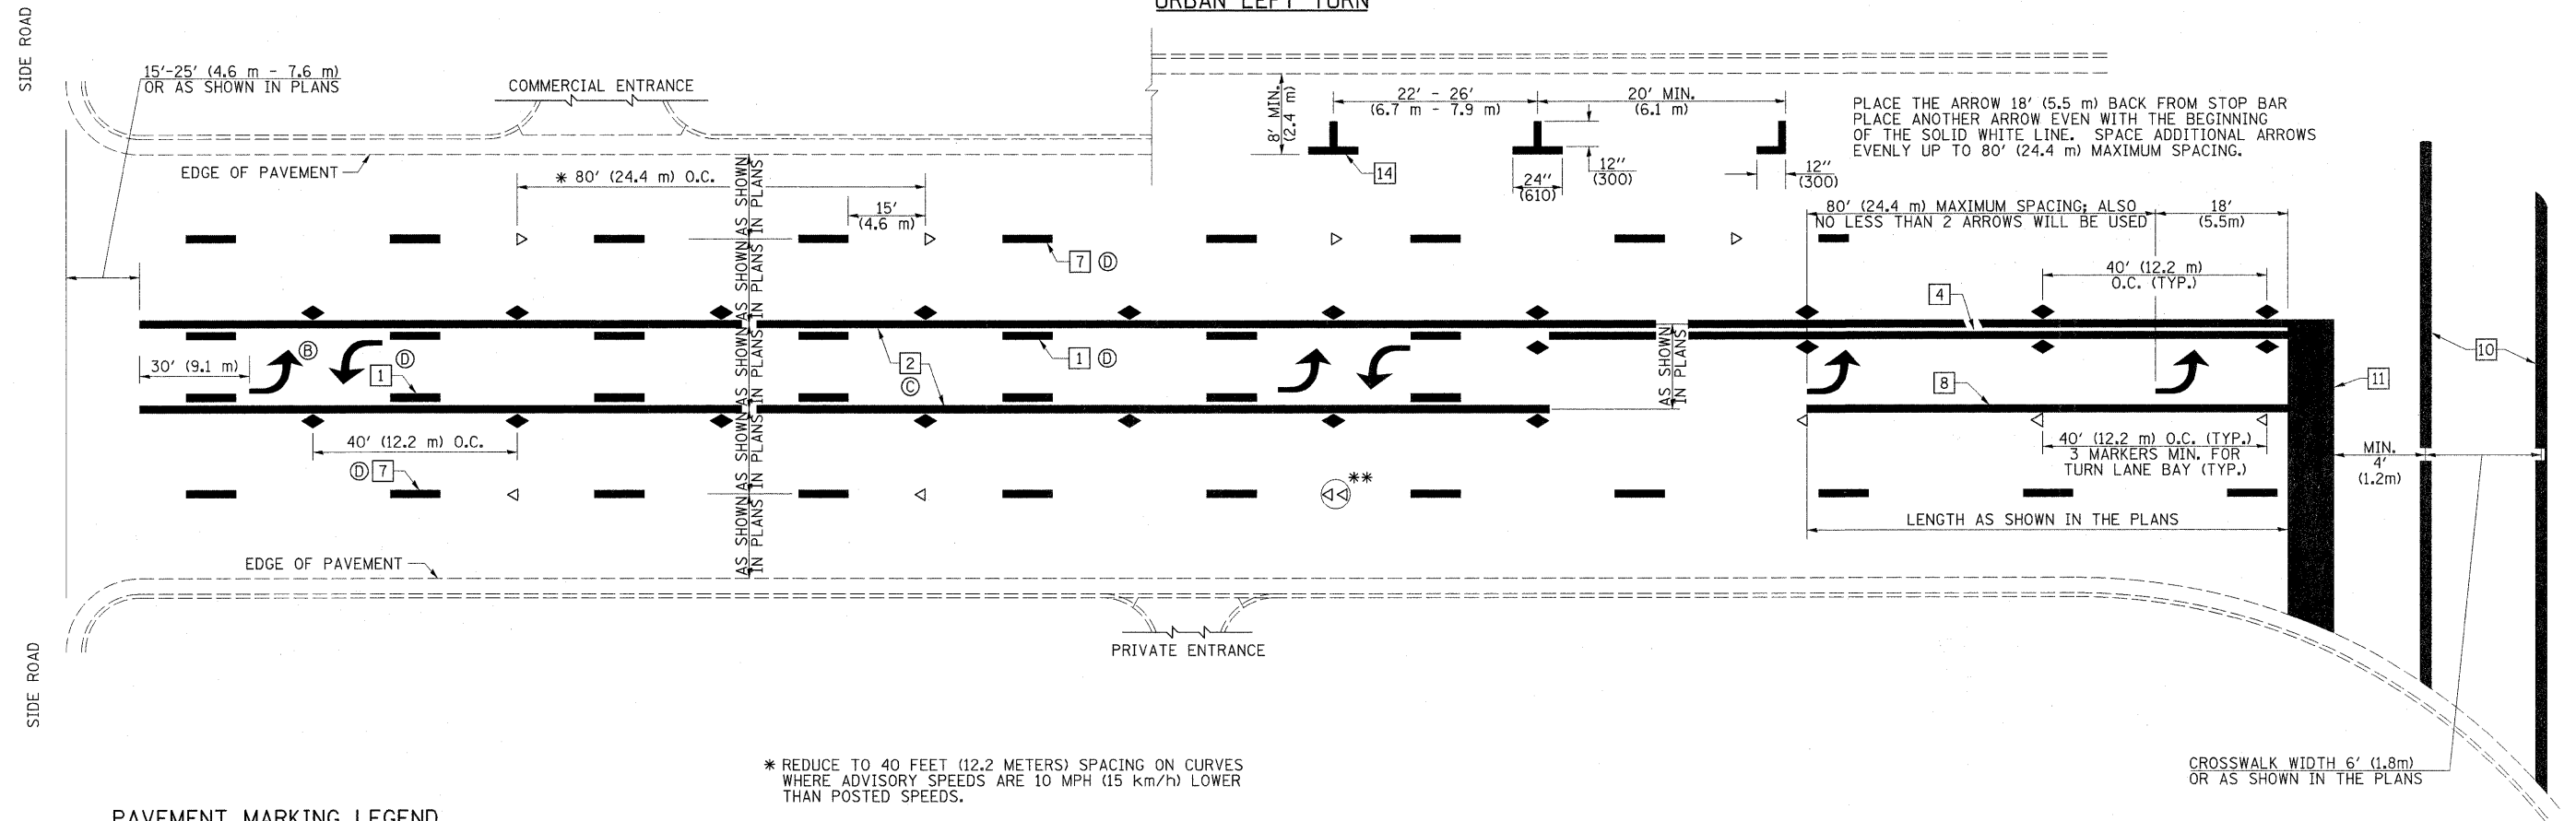 URBAN LEFT TURN
SIDE ROAD
15'-25' (4.6 m - 7.6 m)
OR AS SHOWN IN PLANS
COMMERCIAL ENTRANCE
8' MIN.
(2.4 m)
22' - 26'
(6.7 m - 7.9 m)
20' MIN.
(6.1 m)
PLACE THE ARROW 18' (5.5 m) BACK FROM STOP BAR
PLACE ANOTHER ARROW EVEN WITH THE BEGINNING
OF THE SOLID WHITE LINE. SPACE ADDITIONAL ARROWS
EVENLY UP TO 80' (24.4 m) MAXIMUM SPACING.
EDGE OF PAVEMENT
* 80' (24.4 m) O.C.
14
24"
(610)
12"
(300)
12"
(300)
15'
(4.6 m)
80' (24.4 m) MAXIMUM SPACING; ALSO
NO LESS THAN 2 ARROWS WILL BE USED
18'
(5.5m)
AS SHOWN
IN PLANS
7 D
40' (12.2 m)
O.C. (TYP.)
4
AS SHOWN
IN PLANS
30' (9.1 m)
B
D
1
AS SHOWN
IN PLANS
2
C
1 D
AS SHOWN
IN PLANS
8
10
11
40' (12.2 m) O.C.
D 7
AS SHOWN
IN PLANS
**
40' (12.2 m) O.C. (TYP.)
3 MARKERS MIN. FOR
TURN LANE BAY (TYP.)
MIN.
4'
(1.2m)
LENGTH AS SHOWN IN THE PLANS
AS SHOWN
IN PLANS
EDGE OF PAVEMENT
PRIVATE ENTRANCE
SIDE ROAD
* REDUCE TO 40 FEET (12.2 METERS) SPACING ON CURVES
WHERE ADVISORY SPEEDS ARE 10 MPH (15 km/h) LOWER
THAN POSTED SPEEDS.
CROSSWALK WIDTH 6' (1.8m)
OR AS SHOWN IN THE PLANS
PAVEMENT MARKING LEGEND